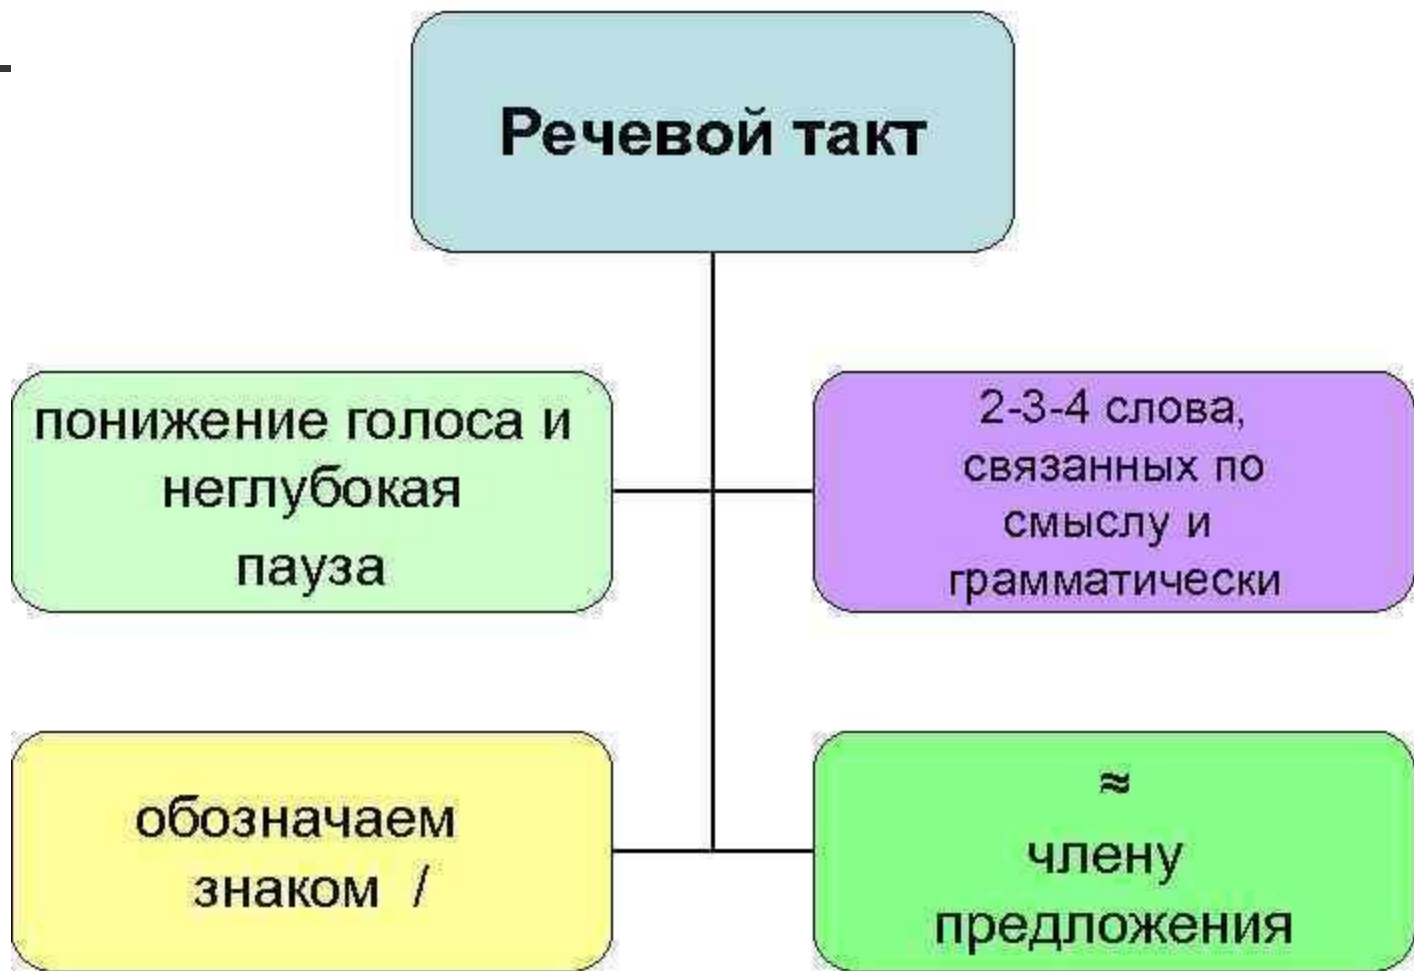 Речевой такт
понижение голоса и
неглубокая
пауза
2-3-4 слова,
связанных по
смыслу и
грамматически
обозначаем
знаком /
≈
члену
предложения